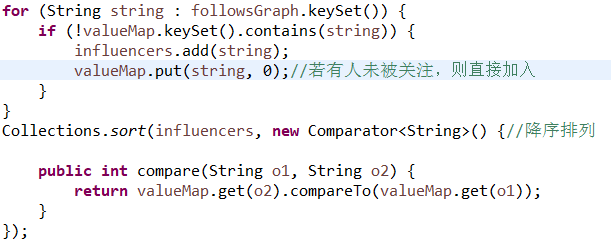 for (String string : followsGraph.keySet()) {
    if (!valueMap.keySet().contains(string)) {
        influencers.add(string);
        valueMap.put(string, 0);//若有人未被关注，则直接加入
    }
}
Collections.sort(influencers, new Comparator<String>() {//降序排列
    public int compare(String o1, String o2) {
        return valueMap.get(o2).compareTo(valueMap.get(o1));
    }
});